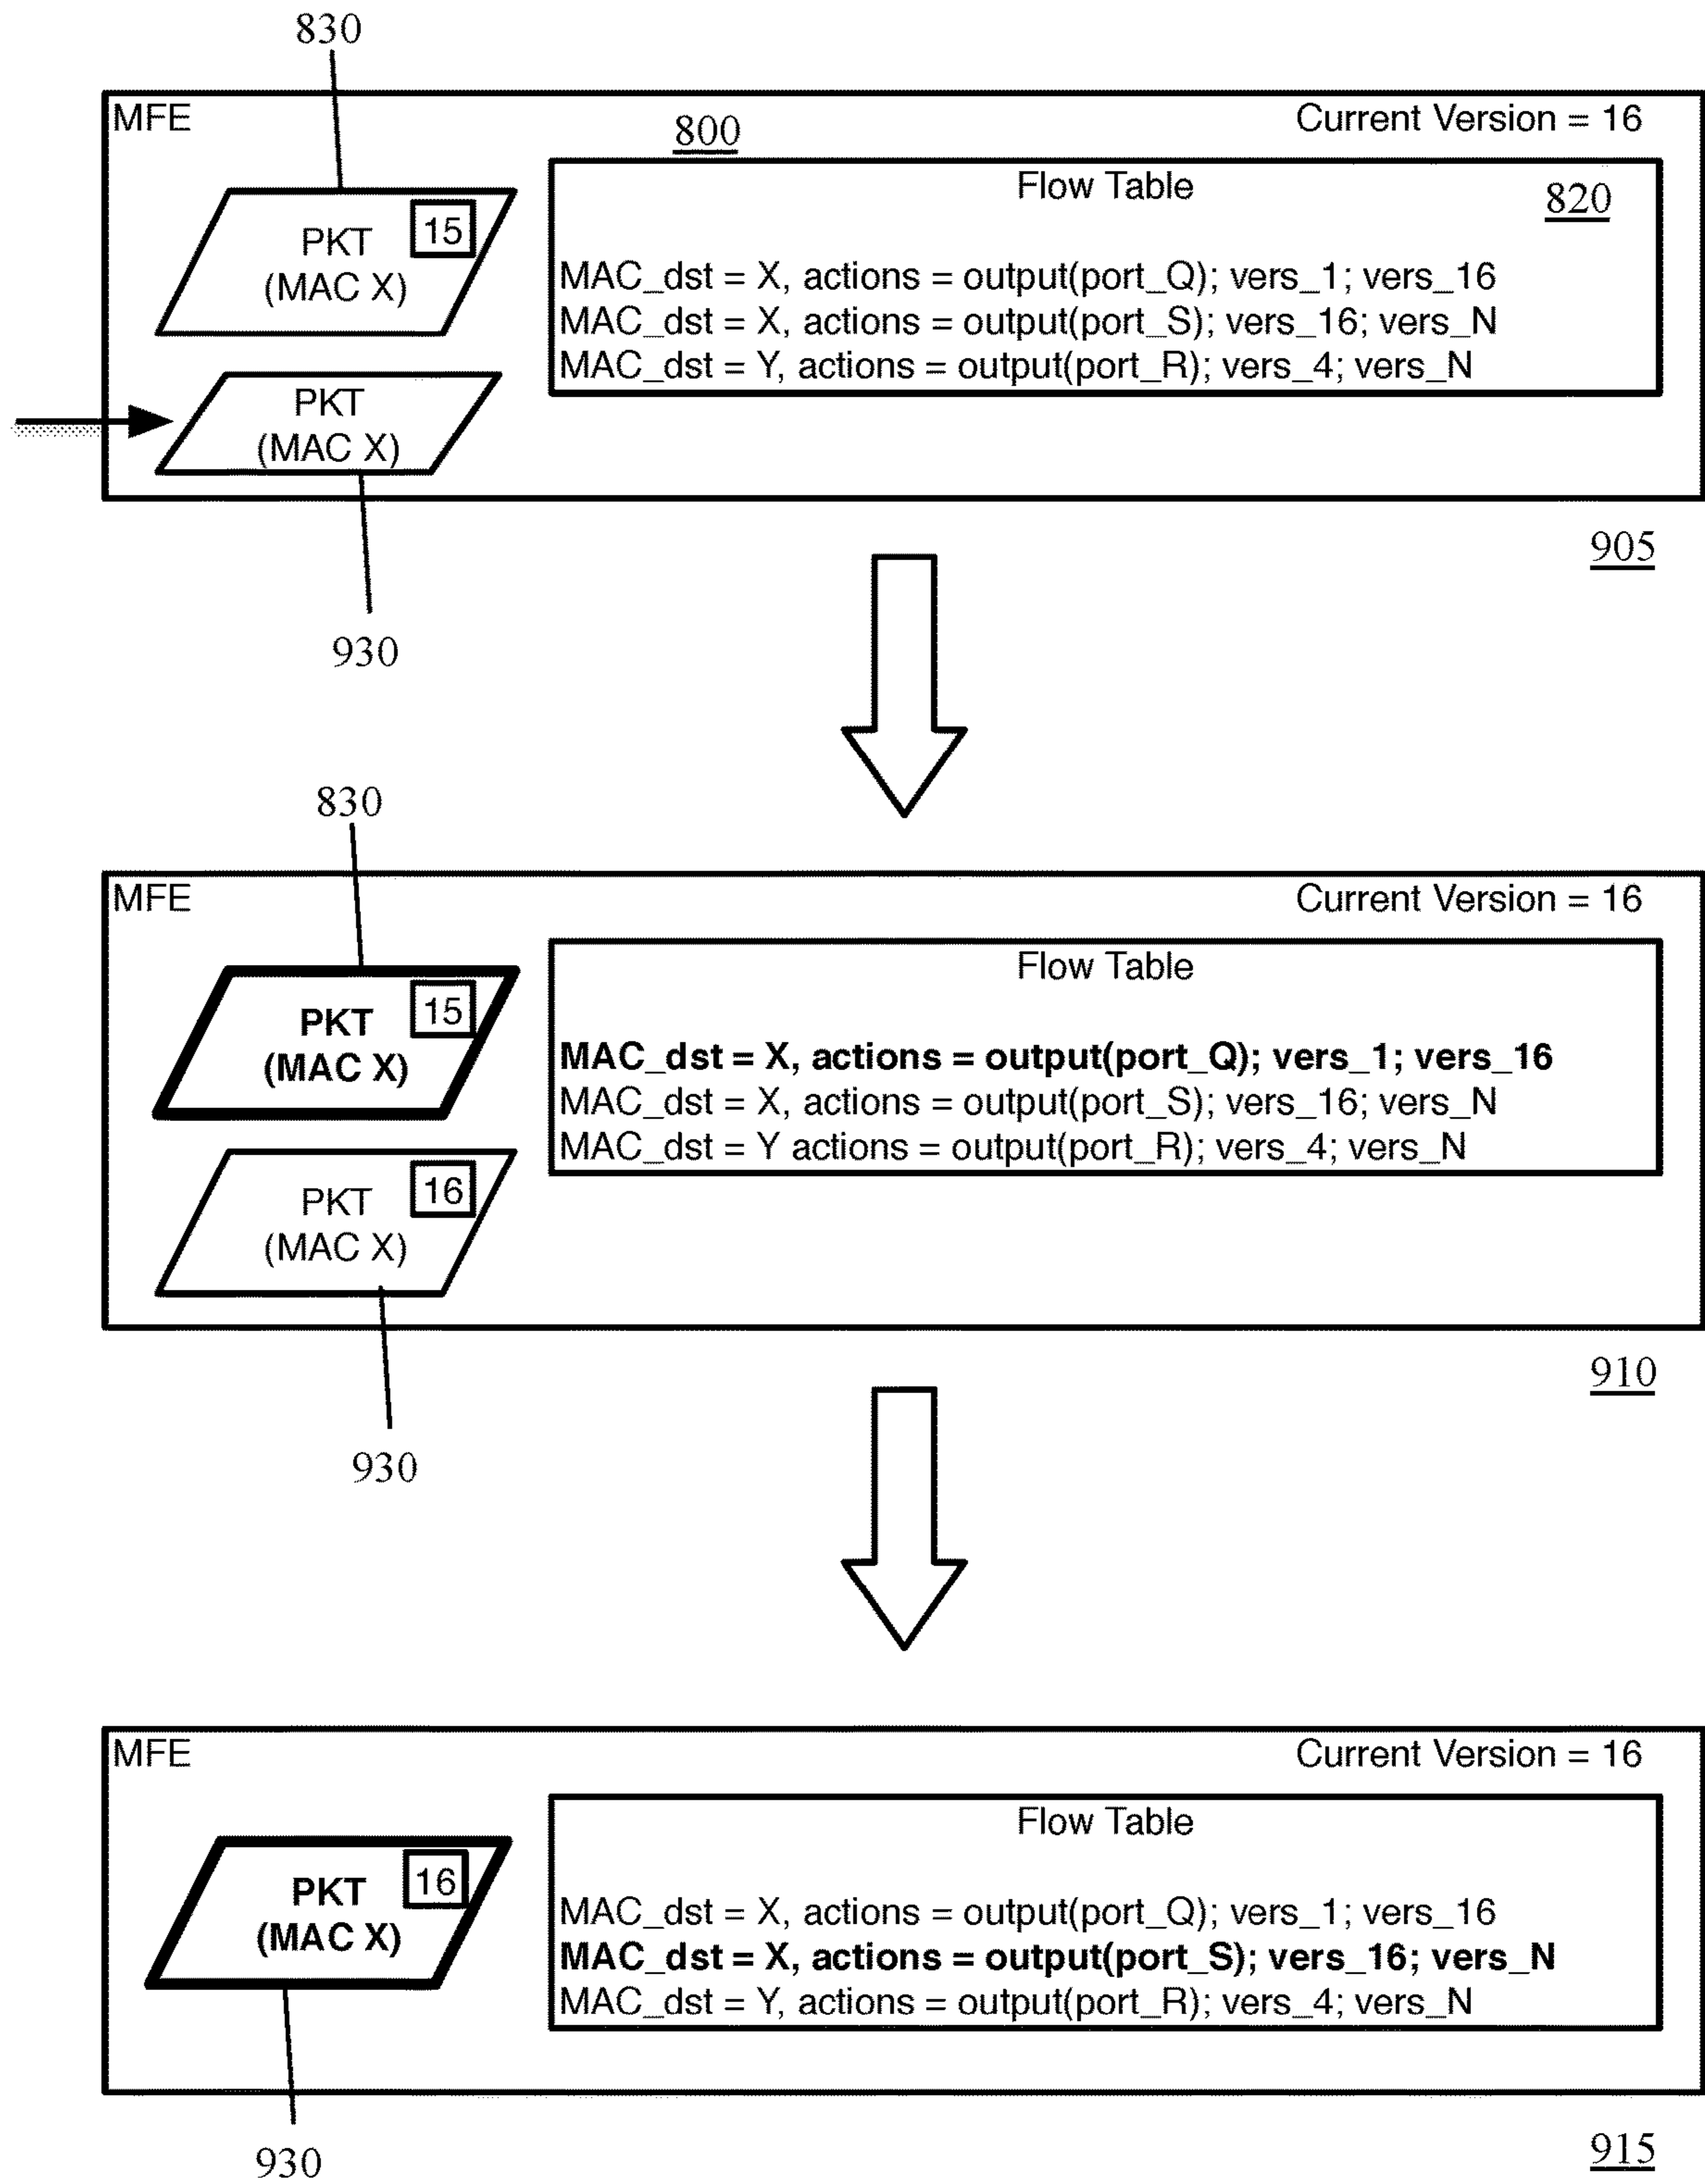 830
MFE
800
Current Version = 16
Flow Table
820
15
PKT
(MAC X)
MAC_dst = X, actions = output(port_Q); vers_1; vers_16
MAC_dst = X, actions = output(port_S); vers_16; vers_N
MAC_dst = Y, actions = output(port_R); vers_4; vers_N
PKT
(MAC X)
905
930
830
MFE
Current Version = 16
Flow Table
15
PKT
(MAC X)
MAC_dst = X, actions = output(port_Q); vers_1; vers_16
MAC_dst = X, actions = output(port_S); vers_16; vers_N
MAC_dst = Y actions = output(port_R); vers_4; vers_N
16
PKT
(MAC X)
910
930
MFE
Current Version = 16
Flow Table
16
PKT
(MAC X)
MAC_dst = X, actions = output(port_Q); vers_1; vers_16
MAC_dst = X, actions = output(port_S); vers_16; vers_N
MAC_dst = Y, actions = output(port_R); vers_4; vers_N
915
930